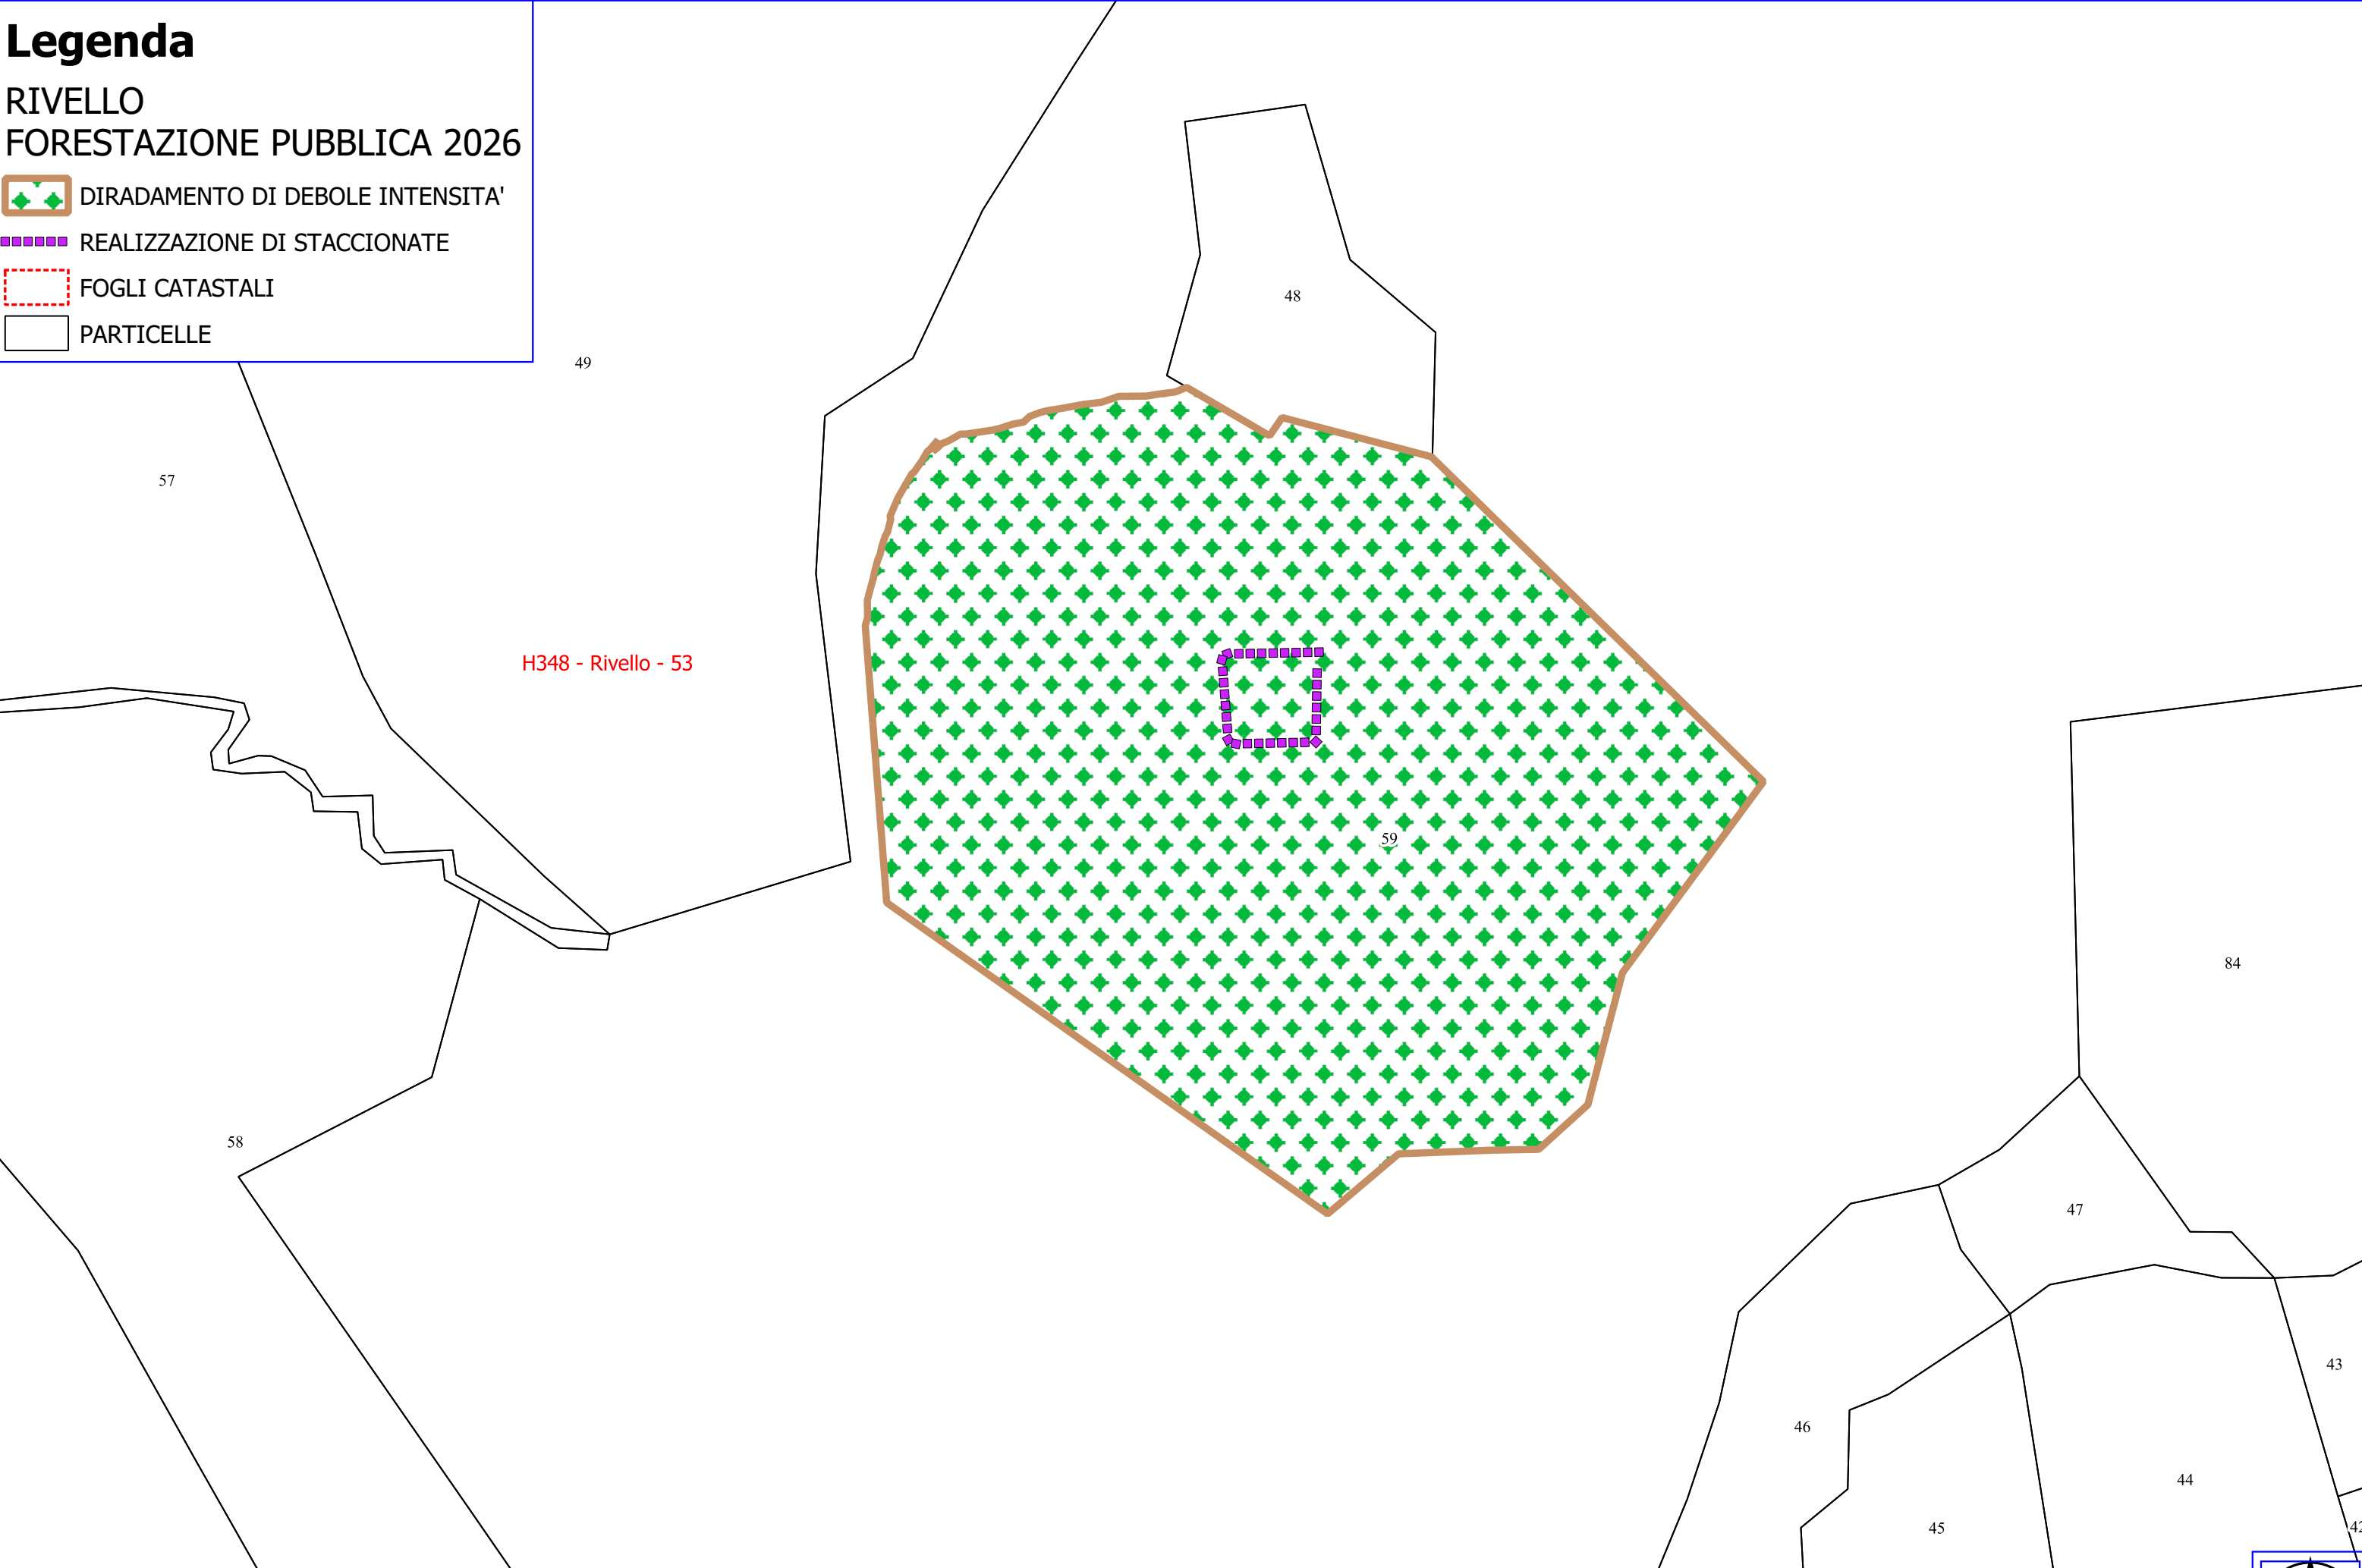 Legenda
RIVELLO
FORESTAZIONE PUBBLICA 2026
DIRADAMENTO DI DEBOLE INTENSITA'
REALIZZAZIONE DI STACCIONATE
FOGLI CATASTALI
PARTICELLE
48
49
57
H348 - Rivello - 53
59
84
58
47
43
46
44
45
42